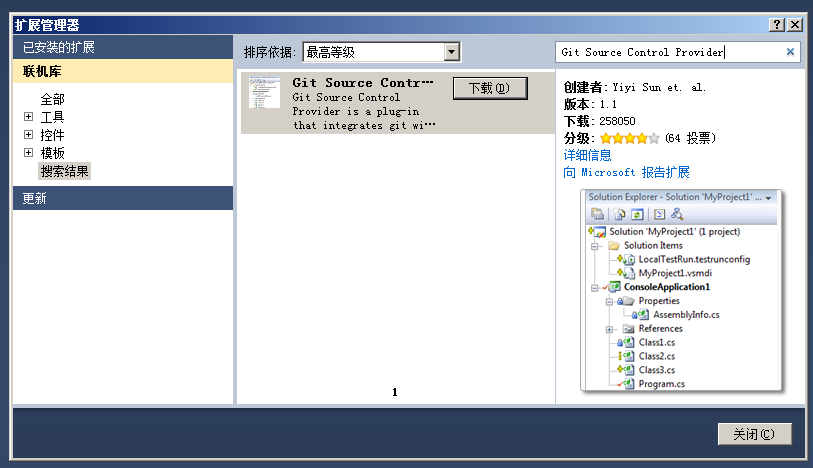 扩展管理器
已安装的扩展
联机库
全部
工具
控件
模板
搜索结果
更新
排序依据: 最高等级
Git Source Contr…
Git Source Control
Provider is a plug-in
that integrates git wi…
下载(D)
1
Git Source Control Provider
创建者: Yiyi Sun et. al.
版本: 1.1
下载: 258050
分级: (64 投票)
详细信息
向 Microsoft 报告扩展
Solution Explorer - Solution 'MyProject1' ...
Solution 'MyProject1' (1 project)
Solution Items
LocalTestRun.testrunconfig
MyProject1.vsmdi
ConsoleApplication1
Properties
AssemblyInfo.cs
References
Class1.cs
Class2.cs
Class3.cs
Program.cs
关闭(C)